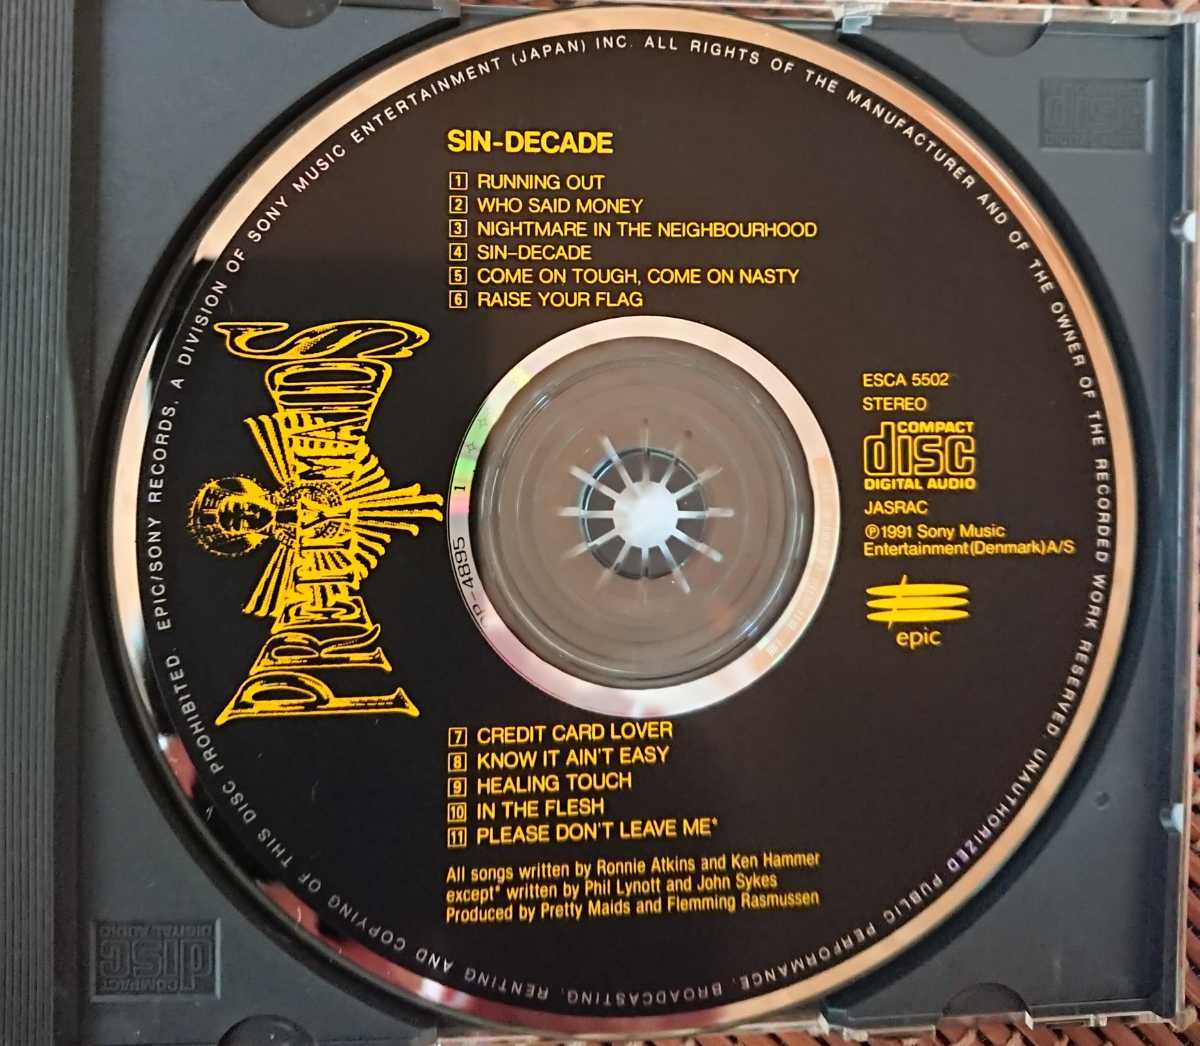 SIN-DECADE
1 RUNNING OUT
2 WHO SAID MONEY
3 NIGHTMARE IN THE NEIGHBOURHOOD
4 SIN-DECADE
5 COME ON TOUGH, COME ON NASTY
6 RAISE YOUR FLAG
PRETTY MAIDS
ESCA 5502
STEREO
COMPACT
disc
DIGITAL AUDIO
JASRAC
℗1991 Sony Music
Entertainment(Denmark)A/S
epic
7 CREDIT CARD LOVER
8 KNOW IT AIN'T EASY
9 HEALING TOUCH
10 IN THE FLESH
11 PLEASE DON'T LEAVE ME*
All songs written by Ronnie Atkins and Ken Hammer
except* written by Phil Lynott and John Sykes
Produced by Pretty Maids and Flemming Rasmussen
EPIC/SONY RECORDS, A DIVISION OF SONY MUSIC ENTERTAINMENT (JAPAN) INC. ALL RIGHTS OF THE MANUFACTURER AND OF THE OWNER OF THE RECORDED WORK RESERVED. UNAUTHORIZED PUBLIC PERFORMANCE, BROADCASTING, RENTING AND COPYING OF THIS DISC PROHIBITED.
V
COMPACT
disc
DIGITAL AUDIO
disc